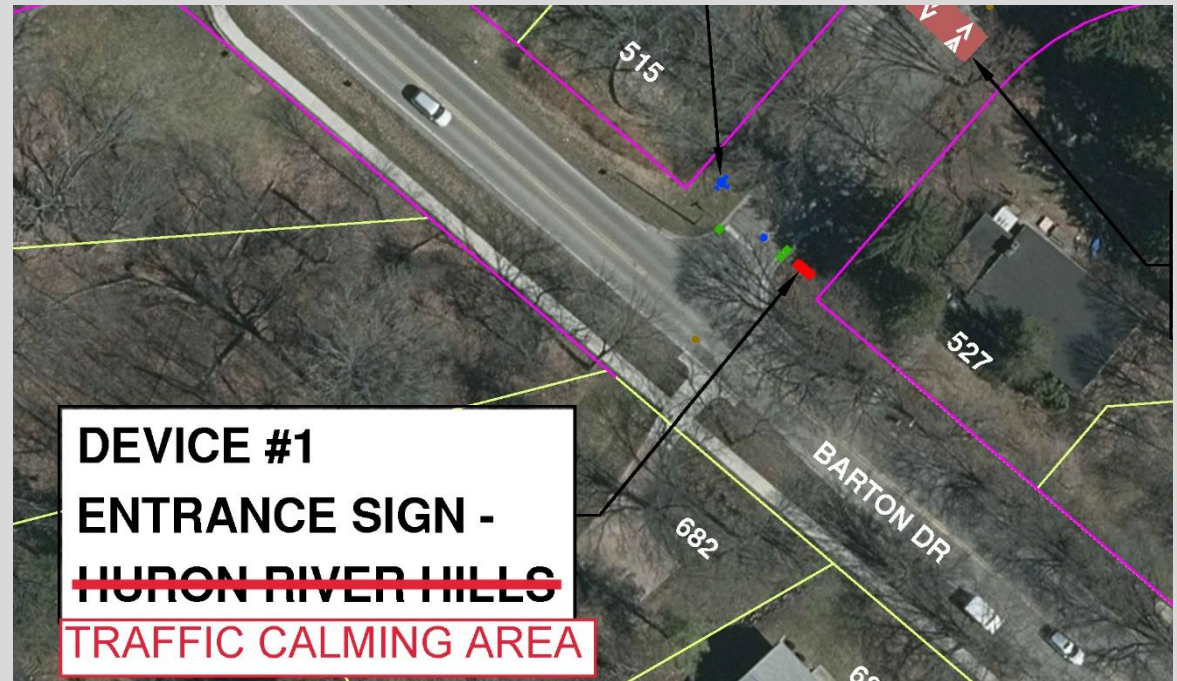 515
527
BARTON DR
682
DEVICE #1
ENTRANCE SIGN -
HURON RIVER HILLS
TRAFFIC CALMING AREA